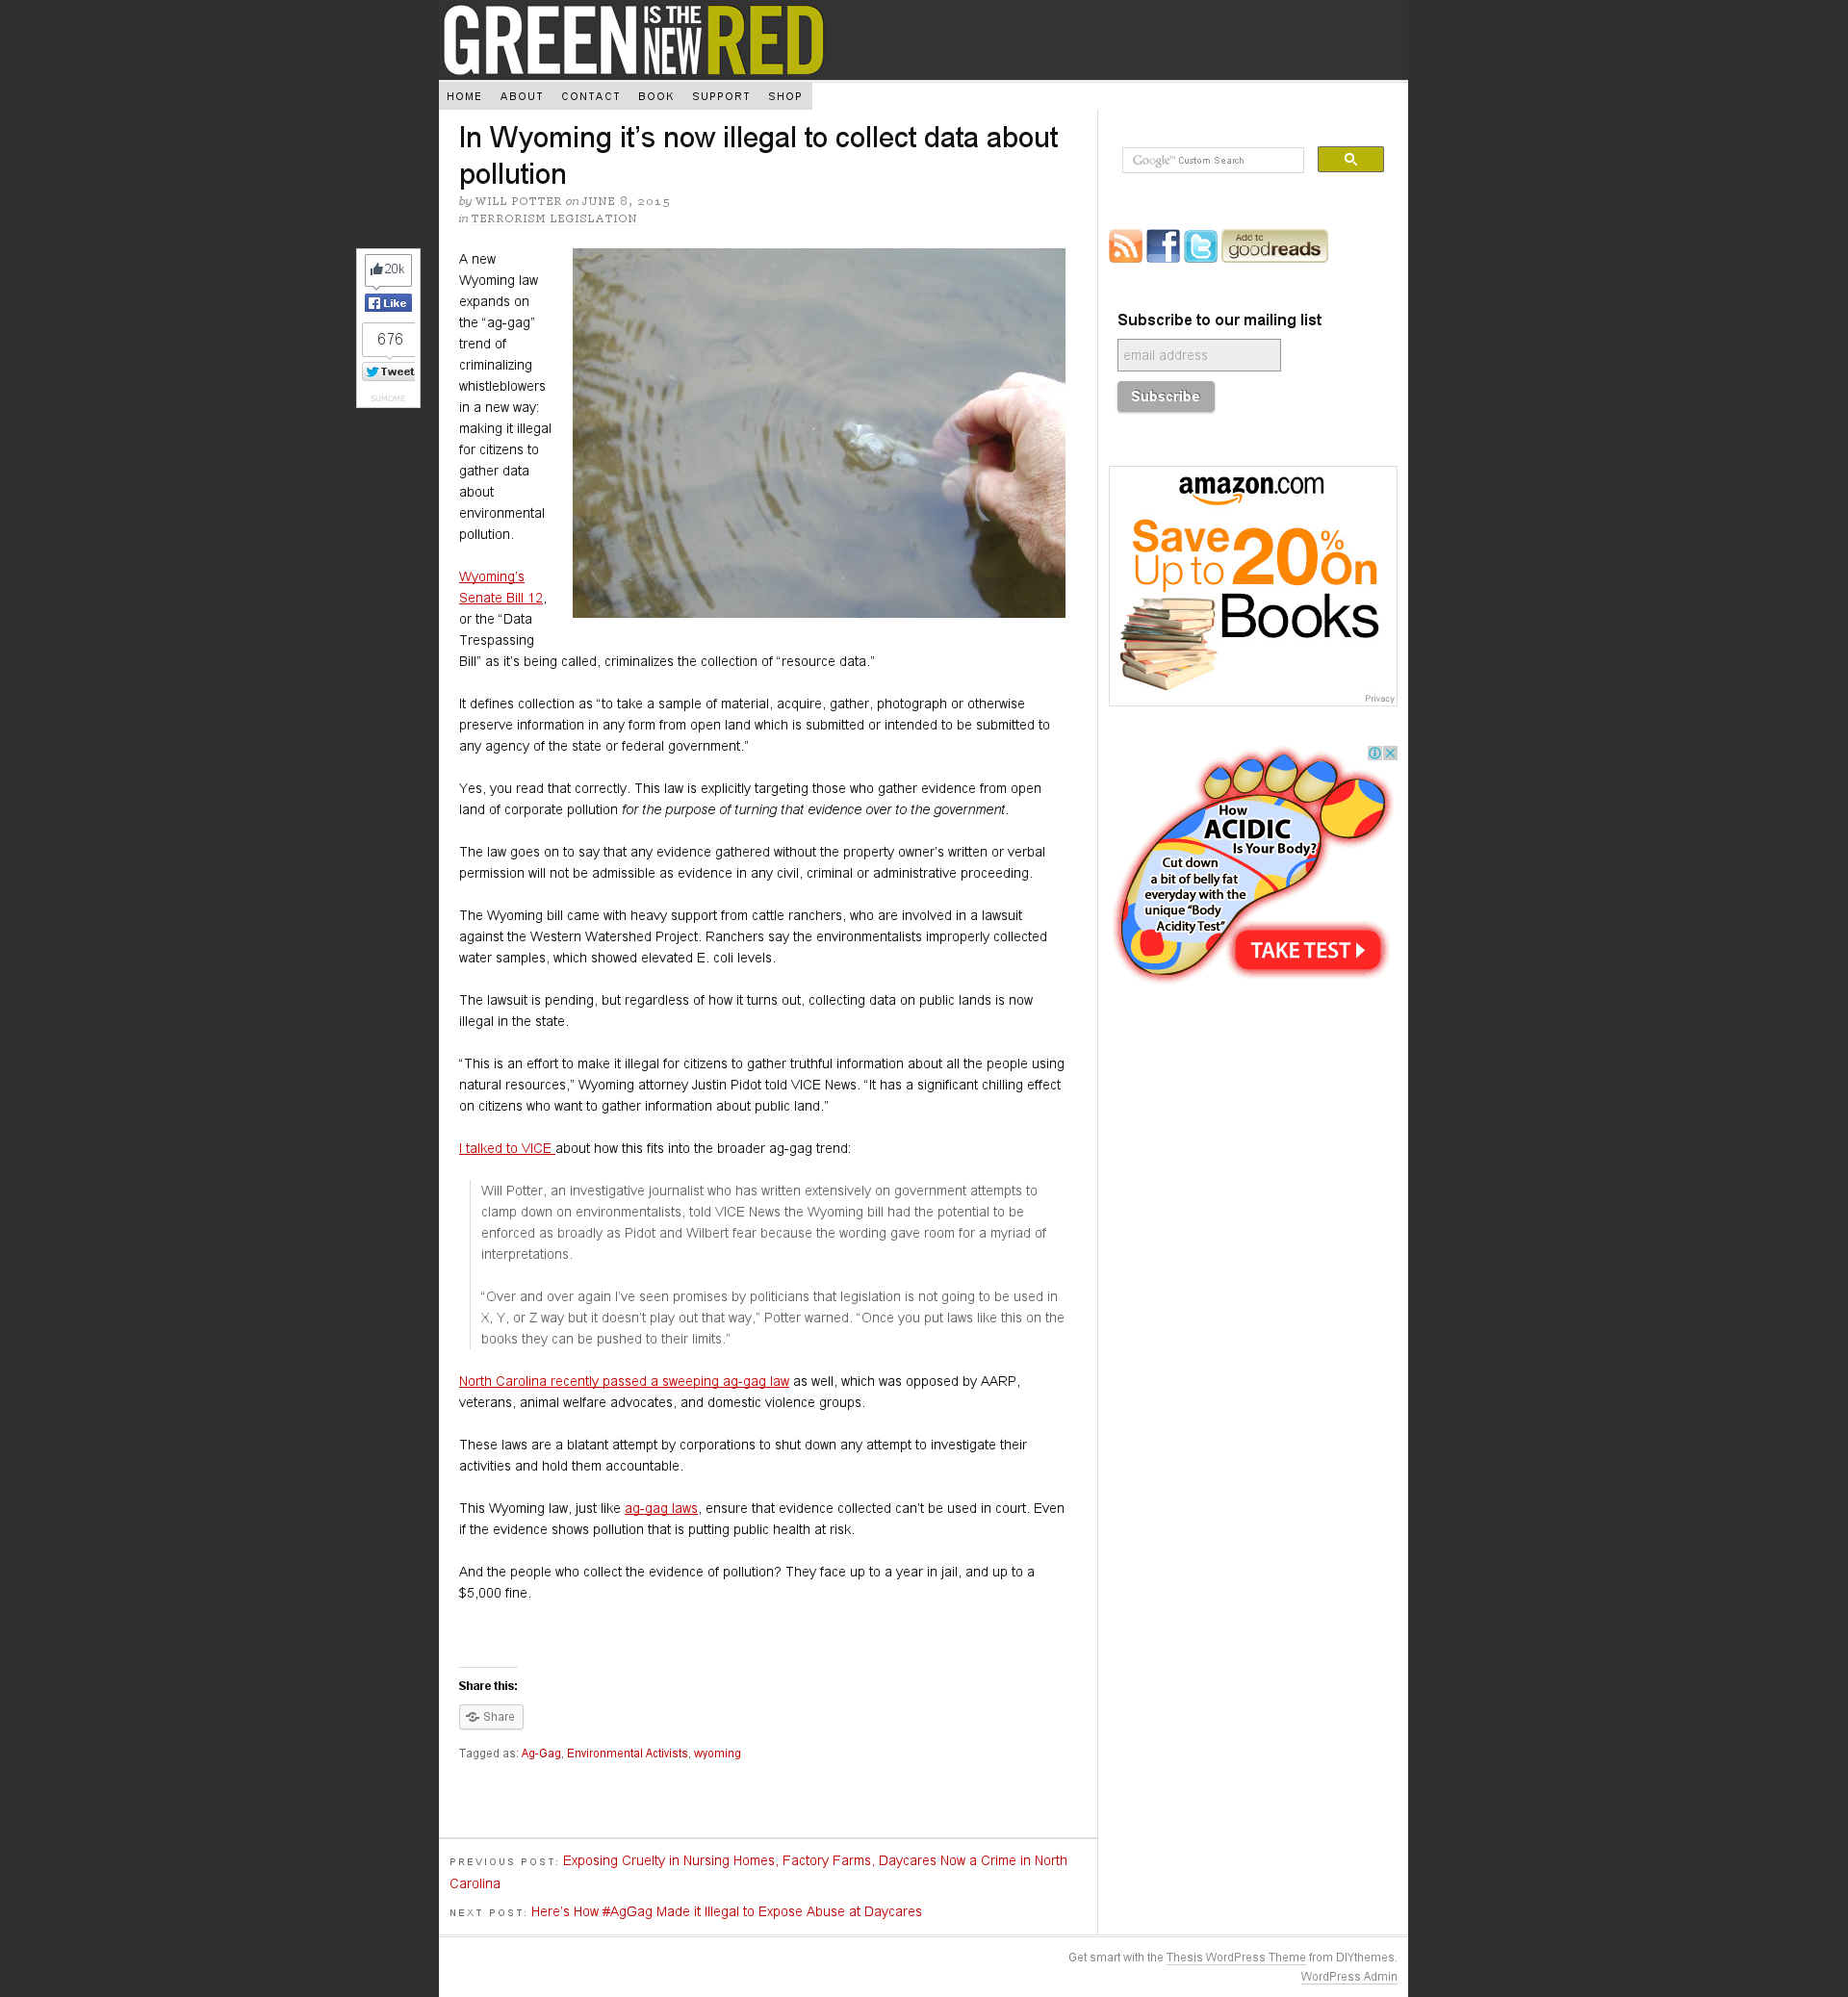 GREEN IS THE NEW RED
HOME ABOUT CONTACT BOOK SUPPORT SHOP
In Wyoming it’s now illegal to collect data about
pollution
by WILL POTTER on JUNE 8, 2015
in TERRORISM LEGISLATION
20k
Like
676
Tweet
SUMOME
A new
Wyoming law
expands on
the “ag-gag”
trend of
criminalizing
whistleblowers
in a new way:
making it illegal
for citizens to
gather data
about
environmental
pollution.
Wyoming’s
Senate Bill 12,
or the “Data
Trespassing
Bill” as it’s being called, criminalizes the collection of “resource data.”
It defines collection as “to take a sample of material, acquire, gather, photograph or otherwise
preserve information in any form from open land which is submitted or intended to be submitted to
any agency of the state or federal government.”
Yes, you read that correctly. This law is explicitly targeting those who gather evidence from open
land of corporate pollution for the purpose of turning that evidence over to the government.
The law goes on to say that any evidence gathered without the property owner’s written or verbal
permission will not be admissible as evidence in any civil, criminal or administrative proceeding.
The Wyoming bill came with heavy support from cattle ranchers, who are involved in a lawsuit
against the Western Watershed Project. Ranchers say the environmentalists improperly collected
water samples, which showed elevated E. coli levels.
The lawsuit is pending, but regardless of how it turns out, collecting data on public lands is now
illegal in the state.
“This is an effort to make it illegal for citizens to gather truthful information about all the people using
natural resources,” Wyoming attorney Justin Pidot told VICE News. “It has a significant chilling effect
on citizens who want to gather information about public land.”
I talked to VICE about how this fits into the broader ag-gag trend:
Will Potter, an investigative journalist who has written extensively on government attempts to
clamp down on environmentalists, told VICE News the Wyoming bill had the potential to be
enforced as broadly as Pidot and Wilbert fear because the wording gave room for a myriad of
interpretations.
“Over and over again I’ve seen promises by politicians that legislation is not going to be used in
X, Y, or Z way but it doesn’t play out that way,” Potter warned. “Once you put laws like this on the
books they can be pushed to their limits.”
North Carolina recently passed a sweeping ag-gag law as well, which was opposed by AARP,
veterans, animal welfare advocates, and domestic violence groups.
These laws are a blatant attempt by corporations to shut down any attempt to investigate their
activities and hold them accountable.
This Wyoming law, just like ag-gag laws, ensure that evidence collected can’t be used in court. Even
if the evidence shows pollution that is putting public health at risk.
And the people who collect the evidence of pollution? They face up to a year in jail, and up to a
$5,000 fine.
Share this:
Share
Tagged as: Ag-Gag, Environmental Activists, wyoming
PREVIOUS POST: Exposing Cruelty in Nursing Homes, Factory Farms, Daycares Now a Crime in North
Carolina
NEXT POST: Here’s How #AgGag Made it Illegal to Expose Abuse at Daycares
Google™ Custom Search
Add to
goodreads
Subscribe to our mailing list
email address
Subscribe
amazon.com
Save 20% On
Up to
Books
Privacy
How
ACIDIC
Is Your Body?
Cut down
a bit of belly fat
everyday with the
unique “Body
Acidity Test”
TAKE TEST
Get smart with the Thesis WordPress Theme from DIYthemes.
WordPress Admin